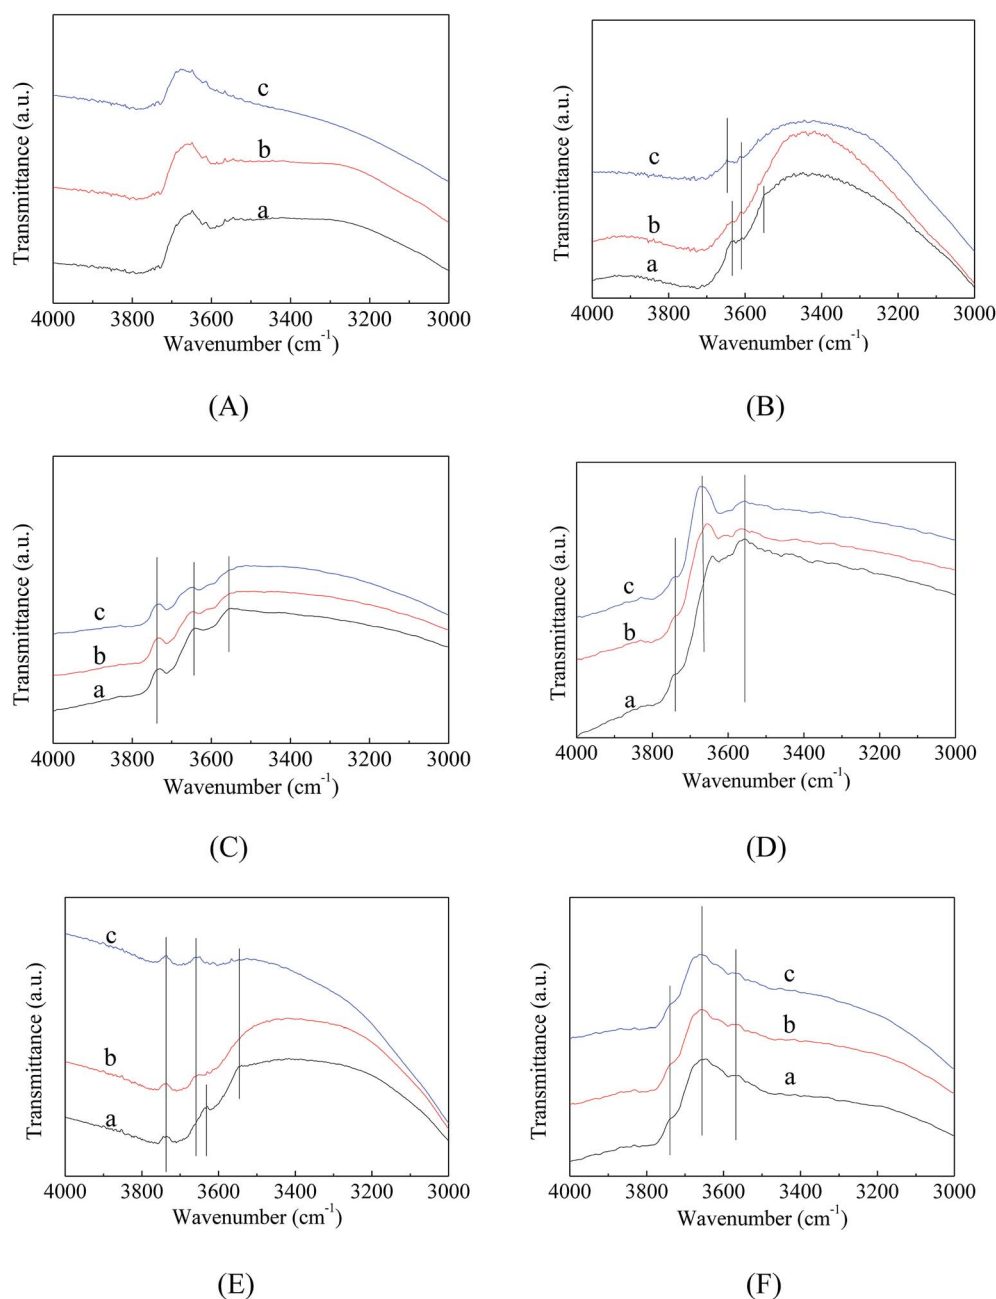 Transmittance (a.u.)
c
b
a
4000 3800 3600 3400 3200 3000
Wavenumber (cm-1)
(A)
Transmittance (a.u.)
c
b
a
4000 3800 3600 3400 3200 3000
Wavenumber (cm-1)
(B)
Transmittance (a.u.)
c
b
a
4000 3800 3600 3400 3200 3000
Wavenumber (cm-1)
(C)
Transmittance (a.u.)
c
b
a
4000 3800 3600 3400 3200 3000
Wavenumber (cm-1)
(D)
Transmittance (a.u.)
c
b
a
4000 3800 3600 3400 3200 3000
Wavenumber (cm-1)
(E)
Transmittance (a.u.)
c
b
a
4000 3800 3600 3400 3200 3000
Wavenumber (cm-1)
(F)